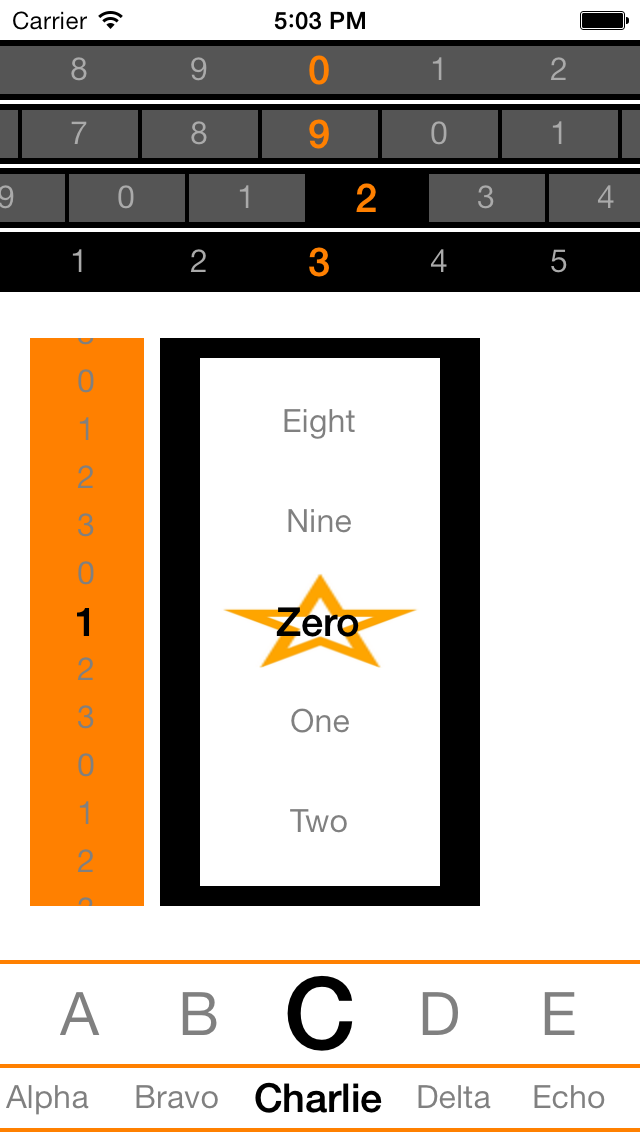 Carrier 5:03 PM
8 9 0 1 2
7 8 9 0 1
9 0 1 2 3 4
1 2 3 4 5
0
1
2
3
0
1
2
3
0
1
2
Eight
Nine
Zero
One
Two
A B C D E
Alpha Bravo Charlie Delta Echo